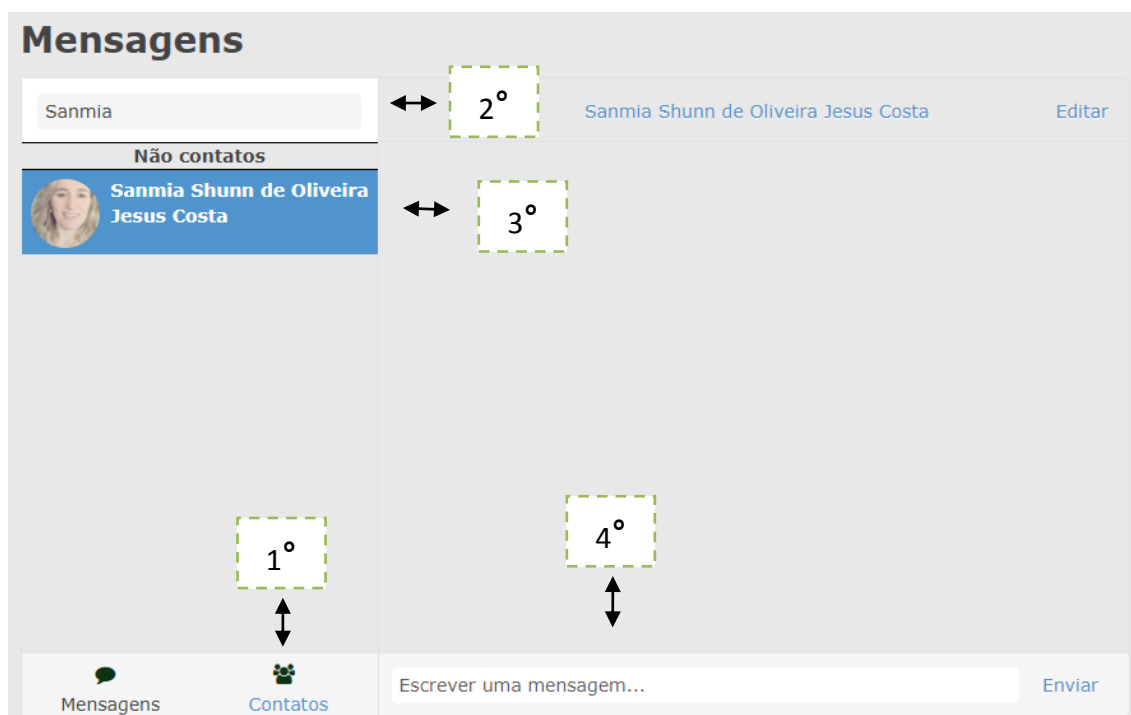 Mensagens
Sanmia
2°
Sanmia Shunn de Oliveira Jesus Costa
Editar
Não contatos
Sanmia Shunn de Oliveira
Jesus Costa
3°
1°
4°
Mensagens
Contatos
Escrever uma mensagem...
Enviar